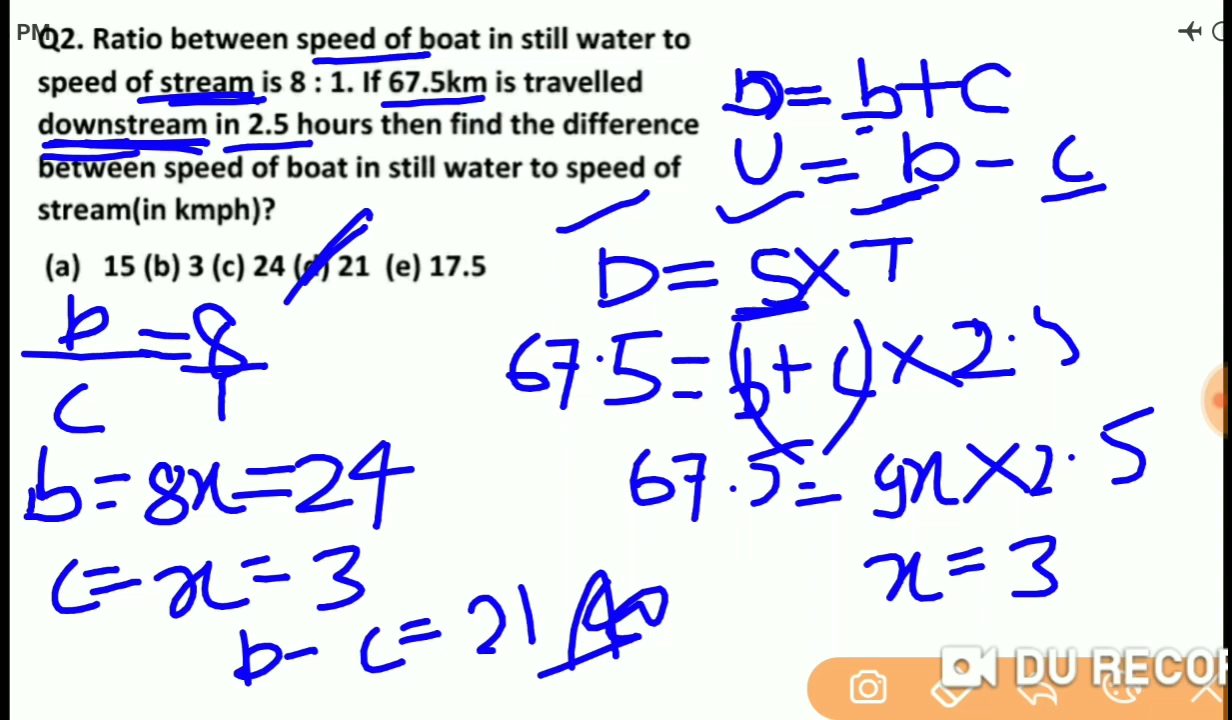 PM
Q2. Ratio between speed of boat in still water to
speed of stream is 8 : 1. If 67.5km is travelled
downstream in 2.5 hours then find the difference
between speed of boat in still water to speed of
stream(in kmph)?
(a) 15 (b) 3 (c) 24 (d) 21 (e) 17.5
D = b + C
U = b - c
D = S × T
b/c = 8/1
67.5 = (b + c) × 2.5
b = 8x = 24
67.5 = 9x × 2.5
c = x = 3
x = 3
b - c = 21
DU RECOR